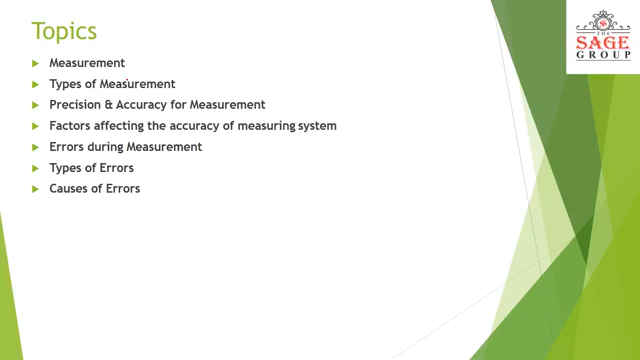 Topics
Measurement
Types of Measurement
Precision & Accuracy for Measurement
Factors affecting the accuracy of measuring system
Errors during Measurement
Types of Errors
Causes of Errors
THE
SAGE
GROUP